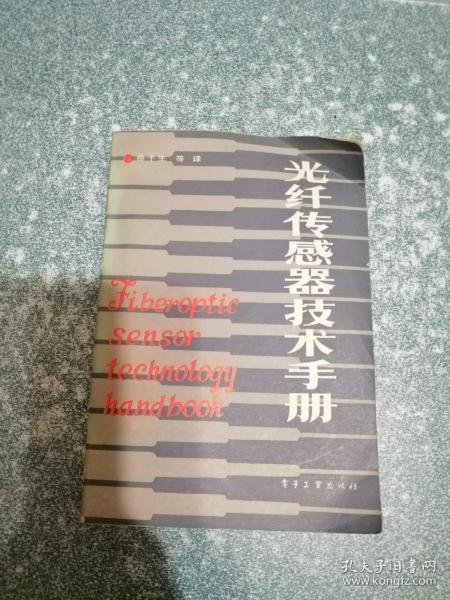 等 译
光纤传感器技术手册
Fiberoptic
sensor
technology
handbook
电子工业出版社
孔夫子旧书网
www.kongfz.com